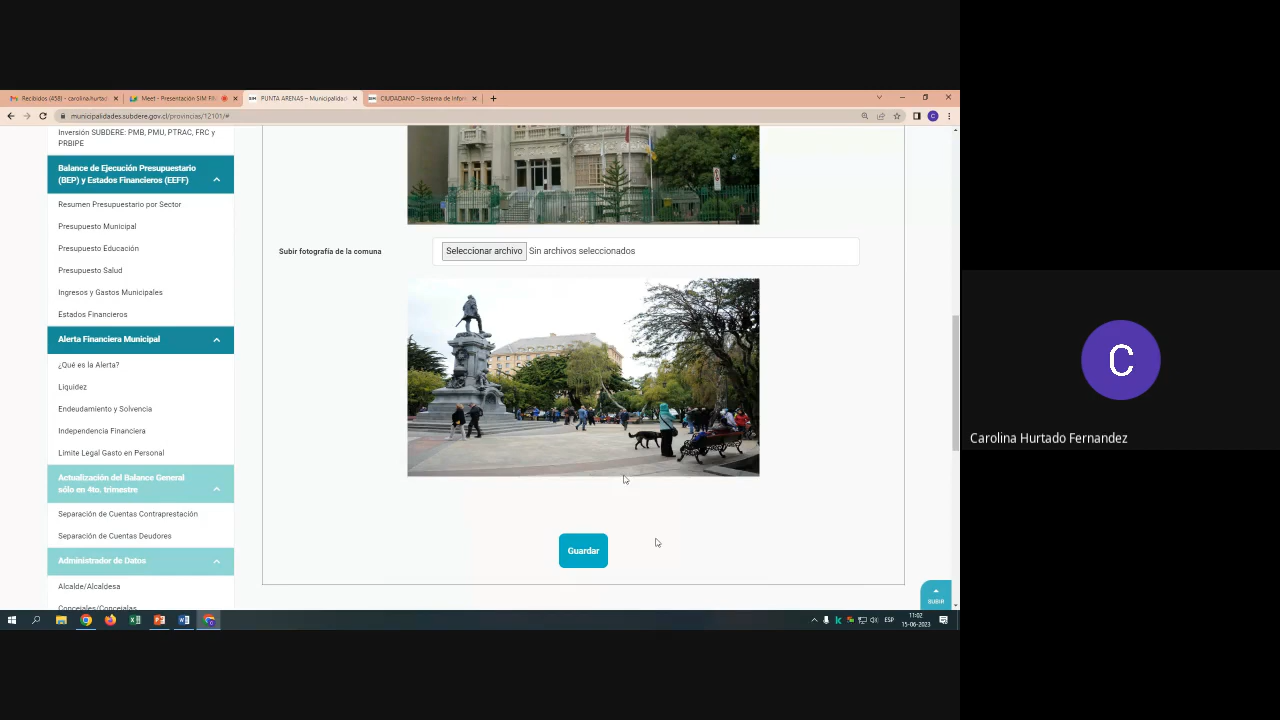 Recibidos (458) - carolina.hurtad
Meet - Presentación SIM Fil
SIM PUNTA ARENAS – Municipalidad
SIM CIUDADANO – Sistema de Infor
municipalidades.subdere.gov.cl/provincias/12101/#
Inversión SUBDERE: PMB, PMU, PTRAC, FRC y
PRBIPE
Balance de Ejecución Presupuestario
(BEP) y Estados Financieros (EEFF)
Resumen Presupuestario por Sector
Presupuesto Municipal
Presupuesto Educación
Presupuesto Salud
Ingresos y Gastos Municipales
Estados Financieros
Alerta Financiera Municipal
¿Qué es la Alerta?
Liquidez
Endeudamiento y Solvencia
Independencia Financiera
Límite Legal Gasto en Personal
Actualización del Balance General
sólo en 4to. trimestre
Separación de Cuentas Contraprestación
Separación de Cuentas Deudores
Administrador de Datos
Alcalde/Alcaldesa
Concejales/Concejalas
Subir fotografía de la comuna
Seleccionar archivo Sin archivos seleccionados
Guardar
SUBIR
ESP
11:02
15-06-2023
C
Carolina Hurtado Fernandez